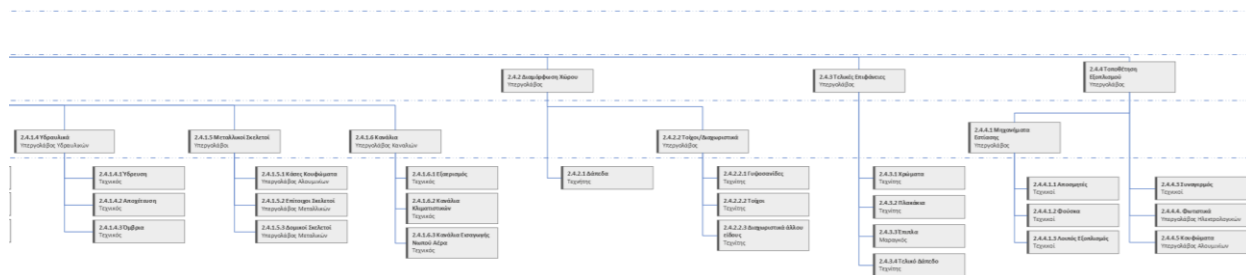 2.4.2 Διαμόρφωση Χώρων
Υπεργολάβος
2.4.3 Τελικές Επιφάνειες
Υπεργολάβος
2.4.4 Τοποθέτηση
Εξοπλισμού
Υπεργολάβος
2.4.1.4 Υδραυλικά
Υπεργολάβος Υδραυλικών
2.4.1.5 Μεταλλικοί Σκελετοί
Υπεργολάβοι
2.4.1.6 Κανάλια
Υπεργολάβος Καναλιών
2.4.2.2 Τοίχοι/Διαχωριστικά
Υπεργολάβος
2.4.4.1 Μηχανήματα
Εστίασης
Υπεργολάβος
2.4.1.4.1 Ύδρευση
Τεχνικός
2.4.1.4.2 Αποχέτευση
Τεχνικός
2.4.1.4.3 Όμβρια
Τεχνικός
2.4.1.5.1 Κάσες Κουφώματα
Υπεργολάβος Αλουμινίων
2.4.1.5.2 Επίτοιχοι Σκελετοί
Υπεργολάβος Μεταλλικών
2.4.1.5.3 Δομικοί Σκελετοί
Υπεργολάβος Μεταλικών
2.4.1.6.1 Εξαερισμός
Τεχνικός
2.4.1.6.2 Κανάλια
Κλιματιστικών
Τεχνικός
2.4.1.6.3 Κανάλια Εισαγωγής
Νωπού Αέρα
Τεχνικός
2.4.2.1 Δάπεδα
Τεχνίτης
2.4.2.2.1 Γυψοσανίδες
Τεχνίτης
2.4.2.2.2 Τοίχοι
Τεχνίτης
2.4.2.2.3 Διαχωριστικά άλλου
είδους
Τεχνίτης
2.4.3.1 Χρώματα
Τεχνίτης
2.4.3.2 Πλακάκια
Τεχνίτης
2.4.3.3 Έπιπλα
Μαραγκός
2.4.3.4 Τελικό Δάπεδο
Τεχνίτης
2.4.4.1.1 Αποσμητές
Τεχνικοί
2.4.4.1.2 Φούσκα
Τεχνικοί
2.4.4.1.3 Λοιπός Εξοπλισμός
Τεχνικοί
2.4.4.3 Συναγερμός
Τεχνικοί
2.4.4.4. Φωτιστικά
Υπεργολάβος Ηλεκτρολογικών
2.4.4.5 Κουφώματα
Υπεργολάβος Αλουμινίων